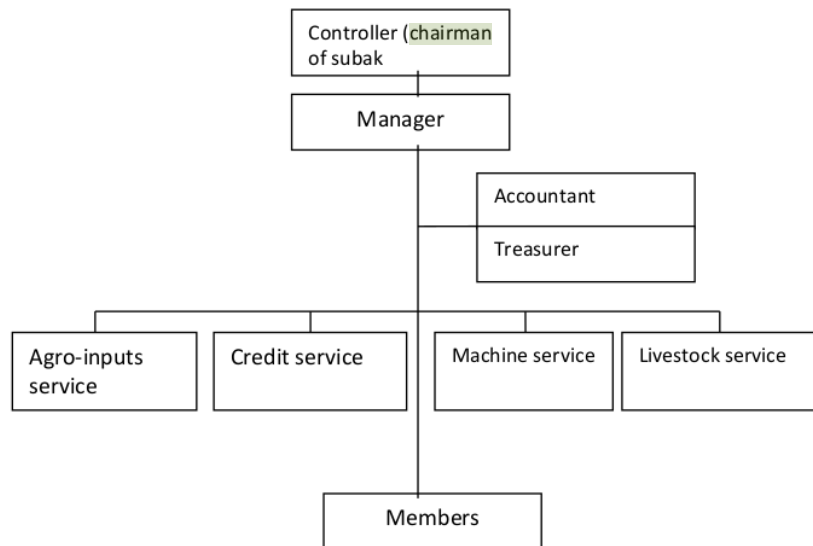 Controller (chairman
of subak
Manager
Accountant
Treasurer
Agro-inputs
service
Credit service
Machine service
Livestock service
Members